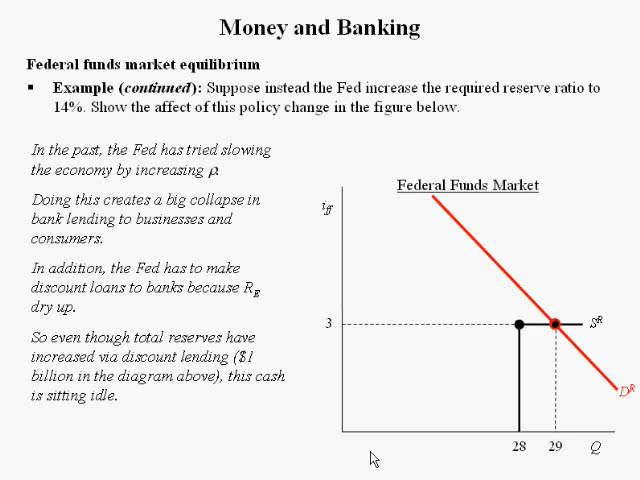 Money and Banking
Federal funds market equilibrium
▪ Example (continued): Suppose instead the Fed increase the required reserve ratio to
14%. Show the affect of this policy change in the figure below.
In the past, the Fed has tried slowing
the economy by increasing ρ.
Doing this creates a big collapse in
bank lending to businesses and
consumers.
In addition, the Fed has to make
discount loans to banks because R_E
dry up.
So even though total reserves have
increased via discount lending ($1
billion in the diagram above), this cash
is sitting idle.
Federal Funds Market
i_ff
3
S^R
D^R
28 29 Q